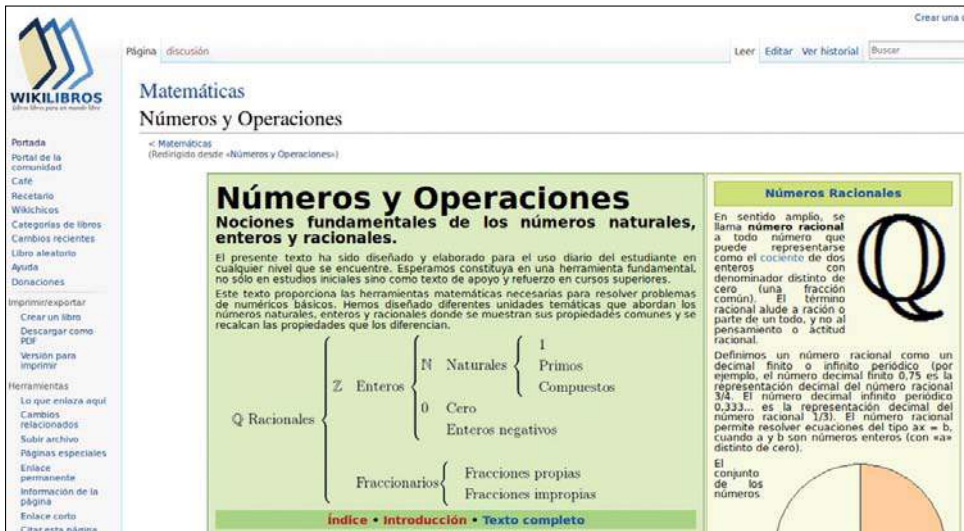 Crear una
Página discusión
Leer Editar Ver historial Buscar
WIKILIBROS
Libros libres para un mundo libre
Matemáticas
Números y Operaciones
< Matemáticas
(Redirigido desde «Números y Operaciones»)
Portada
Portal de la
comunidad
Café
Recetario
Wikichicos
Categorías de libros
Cambios recientes
Libro aleatorio
Ayuda
Donaciones
Imprimir/exportar
Crear un libro
Descargar como
PDF
Versión para
imprimir
Herramientas
Lo que enlaza aquí
Cambios
relacionados
Subir archivo
Páginas especiales
Enlace
permanente
Información de la
página
Enlace corto
Citar esta página
Números y Operaciones
Nociones fundamentales de los números naturales,
enteros y racionales.
El presente texto ha sido diseñado y elaborado para el uso diario del estudiante en
cualquier nivel que se encuentre. Esperamos constituya en una herramienta fundamental,
no sólo en estudios iniciales sino como texto de apoyo y refuerzo en cursos superiores.
Este texto proporciona las herramientas matemáticas necesarias para resolver problemas
de numéricos básicos. Hemos diseñado diferentes unidades temáticas que abordan los
números naturales, enteros y racionales donde se muestran sus propiedades comunes y se
recalcan las propiedades que los diferencian.
ℚ Racionales
ℤ Enteros
ℕ Naturales
1
Primos
Compuestos
0 Cero
Enteros negativos
Fraccionarios
Fracciones propias
Fracciones impropias
Índice • Introducción • Texto completo
Números Racionales
En sentido amplio, se
llama número racional
a todo número que
puede representarse
como el cociente de dos
enteros con
denominador distinto de
cero (una fracción
común). El término
racional alude a ración o
parte de un todo, y no al
pensamiento o actitud
racional.
ℚ
Definimos un número racional como un
decimal finito o infinito periódico (por
ejemplo, el número decimal finito 0,75 es la
representación decimal del número racional
3/4. El número decimal infinito periódico
0,333... es la representación decimal del
número racional 1/3). El número racional
permite resolver ecuaciones del tipo ax = b,
cuando a y b son números enteros (con «a»
distinto de cero).
El
conjunto
de los
números